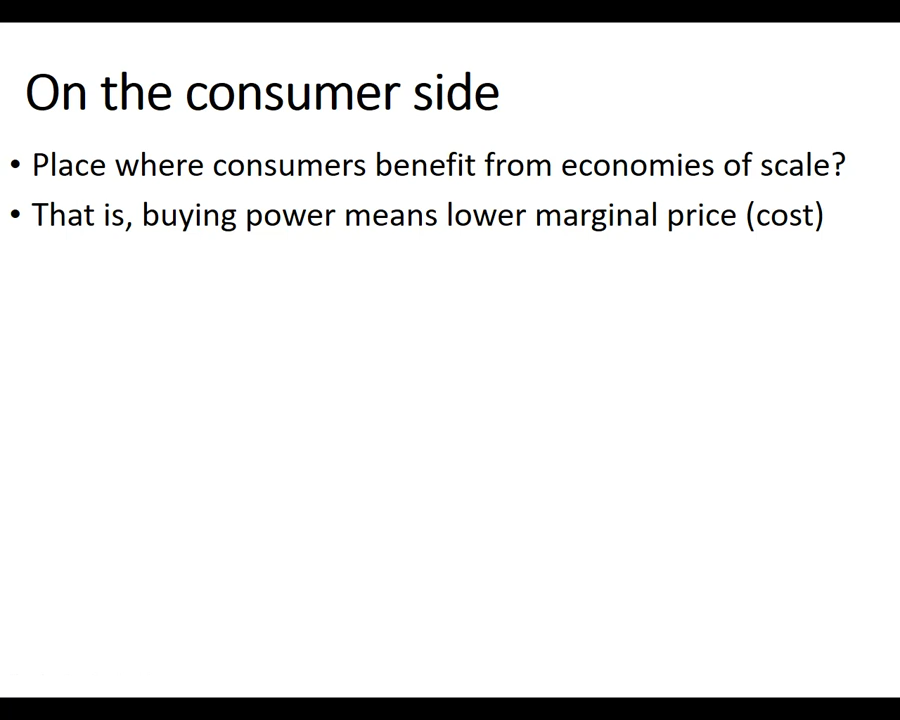 On the consumer side
• Place where consumers benefit from economies of scale?
• That is, buying power means lower marginal price (cost)